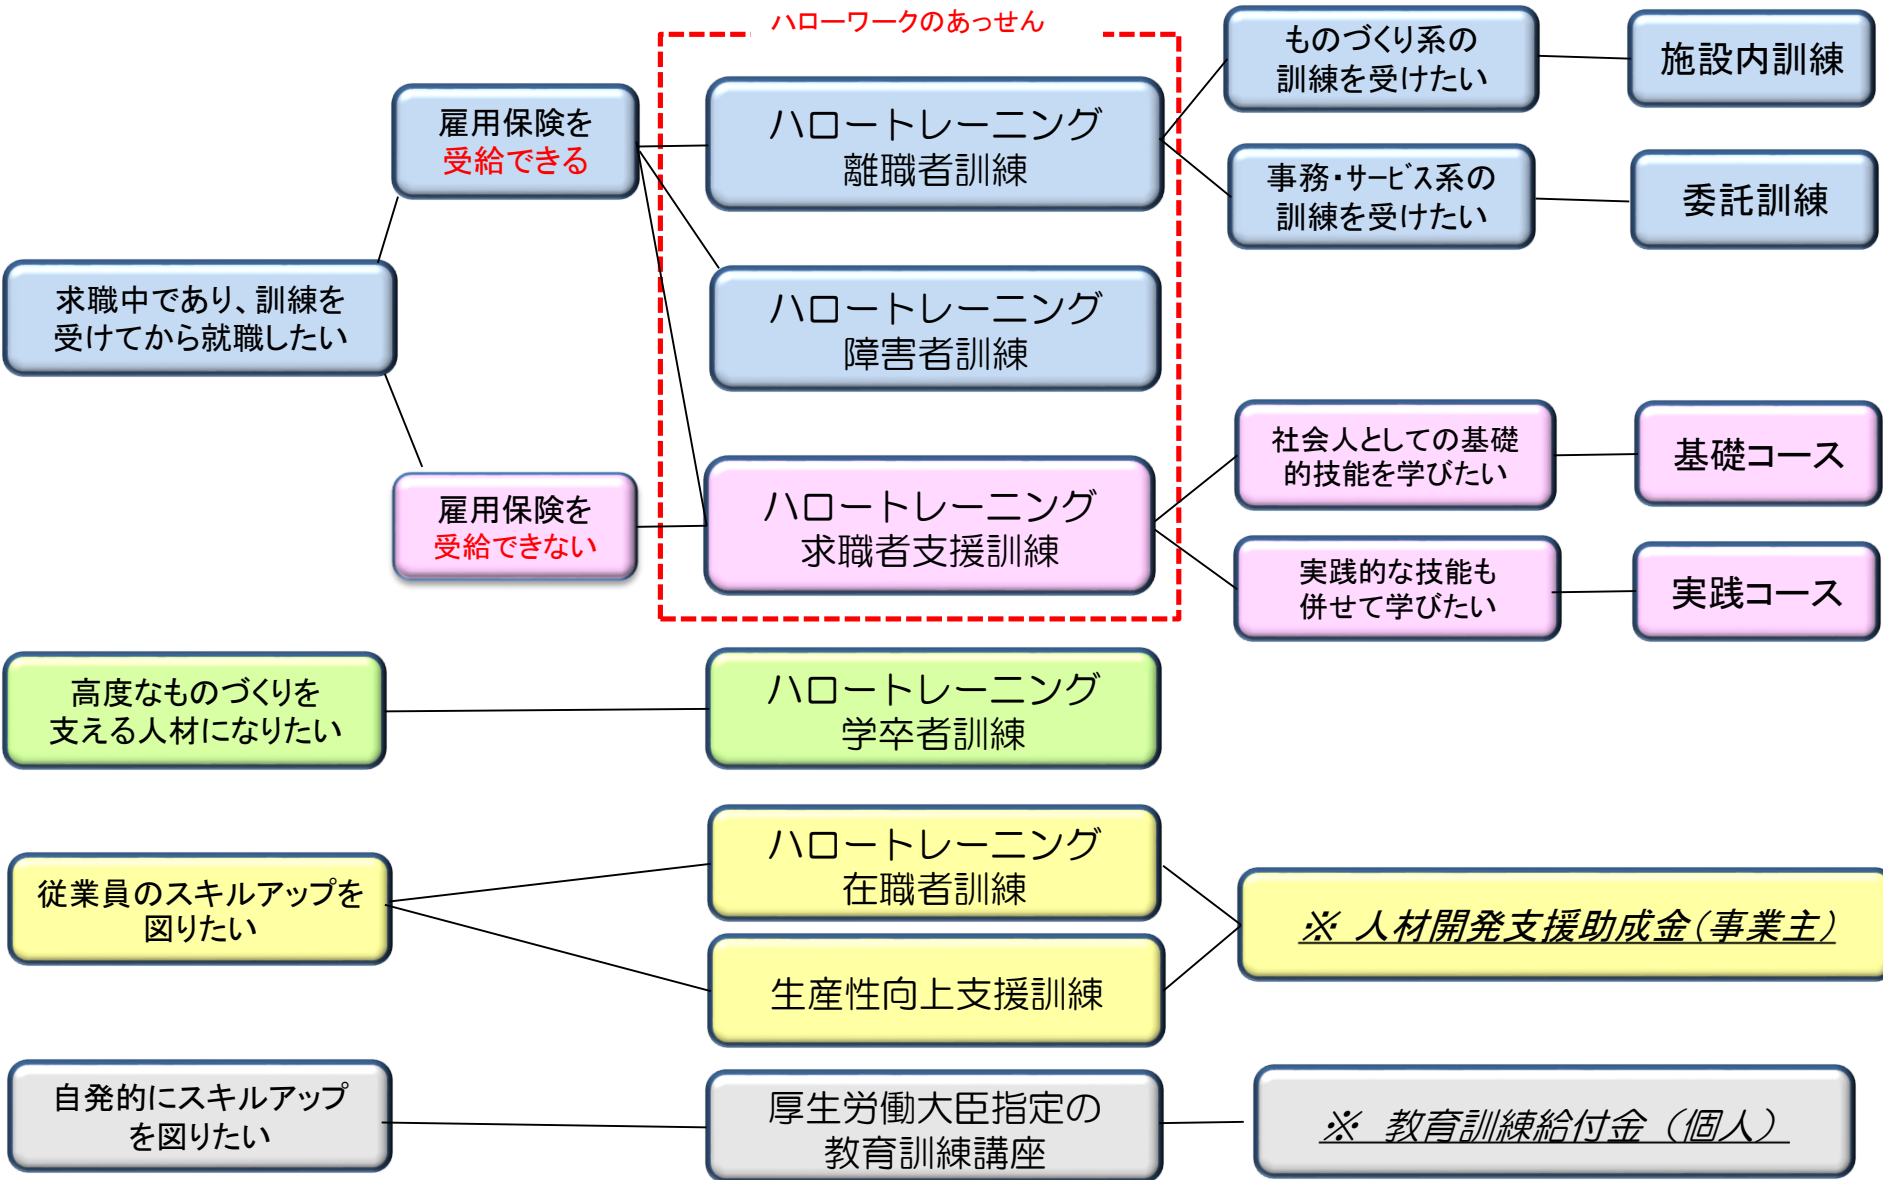 ハローワークのあっせん
求職中であり、訓練を
受けてから就職したい
雇用保険を
受給できる
雇用保険を
受給できない
ハロートレーニング
離職者訓練
ハロートレーニング
障害者訓練
ハロートレーニング
求職者支援訓練
ものづくり系の
訓練を受けたい
施設内訓練
事務・サービス系の
訓練を受けたい
委託訓練
社会人としての基礎
的技能を学びたい
基礎コース
実践的な技能も
併せて学びたい
実践コース
高度なものづくりを
支える人材になりたい
ハロートレーニング
学卒者訓練
従業員のスキルアップを
図りたい
ハロートレーニング
在職者訓練
生産性向上支援訓練
※ 人材開発支援助成金(事業主)
自発的にスキルアップ
を図りたい
厚生労働大臣指定の
教育訓練講座
※ 教育訓練給付金(個人)